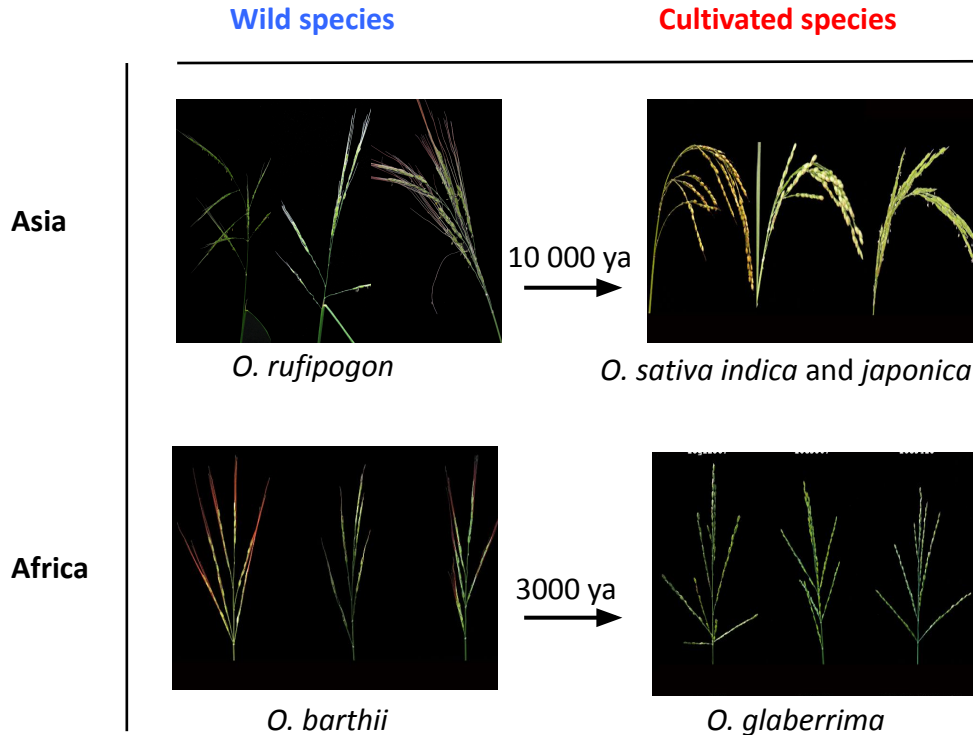 Wild species
Cultivated species
Asia
10 000 ya
O. rufipogon
O. sativa indica and japonica
Africa
3000 ya
O. barthii
O. glaberrima